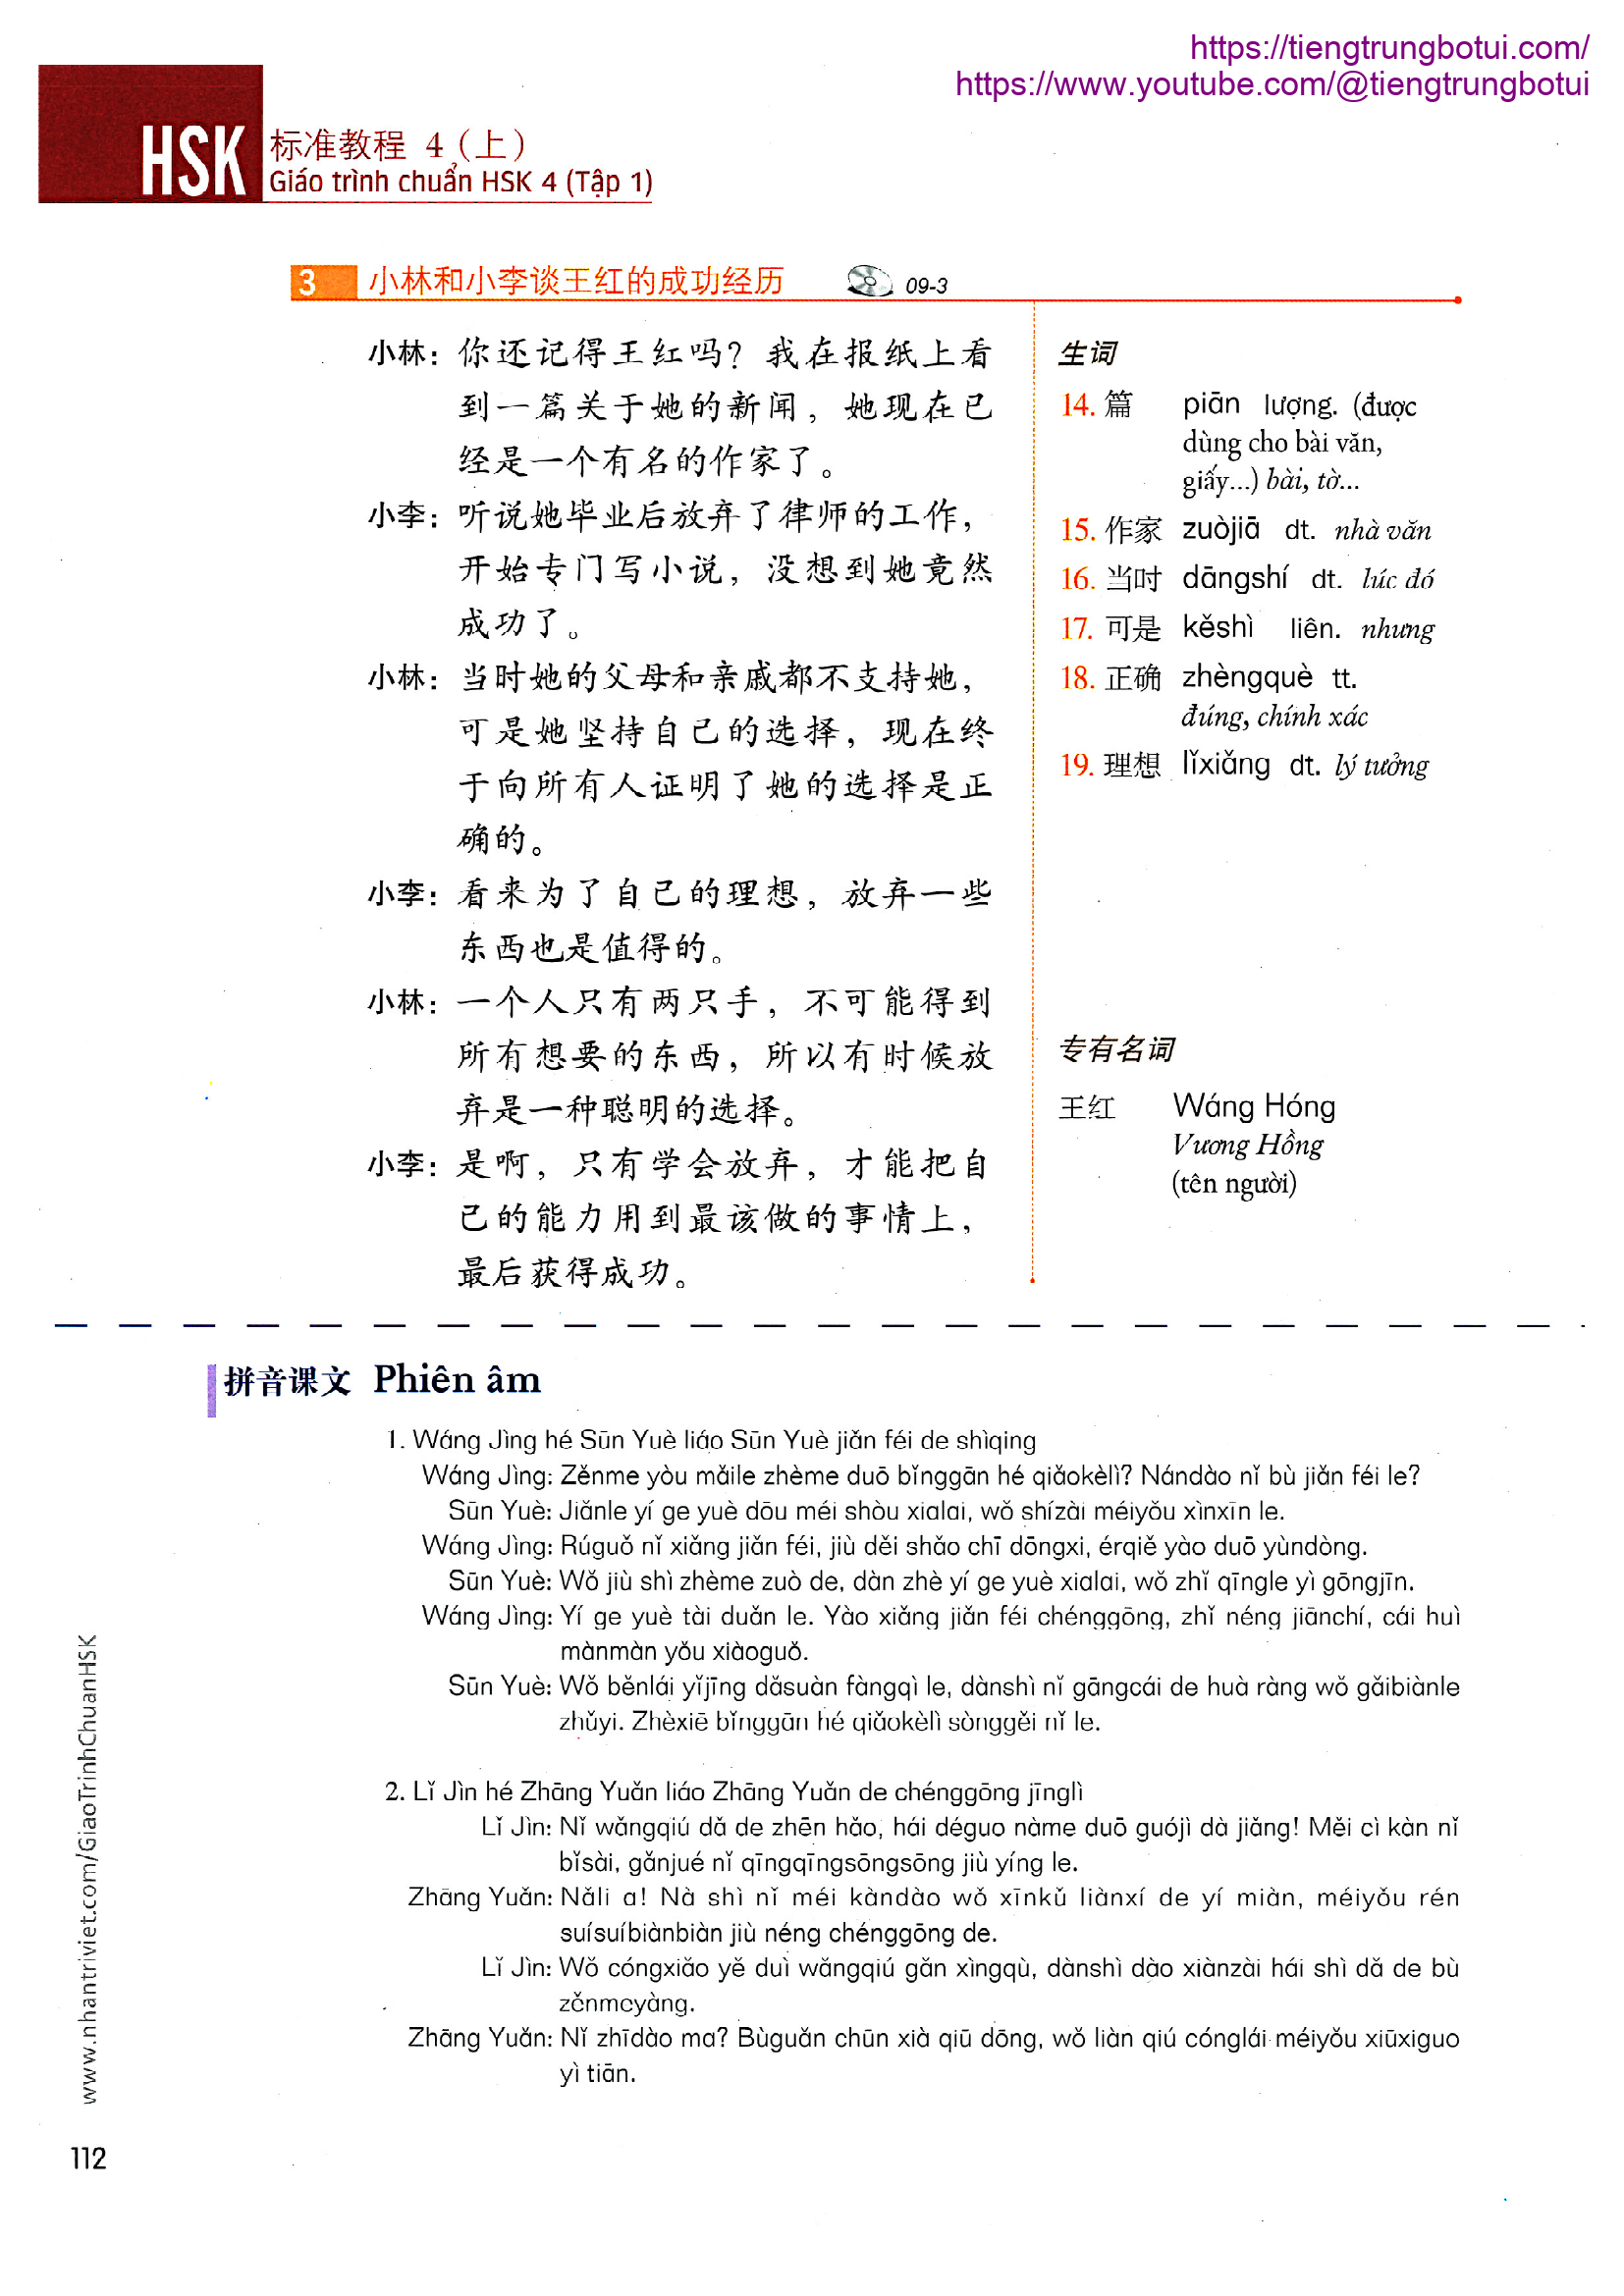 https://tiengtrungbotui.com/
https://www.youtube.com/@tiengtrungbotui
HSK 标准教程 4（上）
Giáo trình chuẩn HSK 4 (Tập 1)
3 小林和小李谈王红的成功经历 09-3
小林：你还记得王红吗？我在报纸上看
到一篇关于她的新闻，她现在已
经是一个有名的作家了。
小李：听说她毕业后放弃了律师的工作，
开始专门写小说，没想到她竟然
成功了。
小林：当时她的父母和亲戚都不支持她，
可是她坚持自己的选择，现在终
于向所有人证明了她的选择是正
确的。
小李：看来为了自己的理想，放弃一些
东西也是值得的。
小林：一个人只有两只手，不可能得到
所有想要的东西，所以有时候放
弃是一种聪明的选择。
小李：是啊，只有学会放弃，才能把自
己的能力用到最该做的事情上，
最后获得成功。
生词
14. 篇 piān lượng. (được
dùng cho bài văn,
giấy...) bài, tờ...
15. 作家 zuòjiā dt. nhà văn
16. 当时 dāngshí dt. lúc đó
17. 可是 kěshì liên. nhưng
18. 正确 zhèngquè tt.
đúng, chính xác
19. 理想 lǐxiǎng dt. lý tưởng
专有名词
王红 Wáng Hóng
Vương Hồng
(tên người)
拼音课文 Phiên âm
1. Wáng Jìng hé Sūn Yuè liáo Sūn Yuè jiǎn féi de shìqing
Wáng Jìng: Zěnme yòu mǎile zhème duō bǐnggān hé qiǎokèlì? Nándào nǐ bù jiǎn féi le?
Sūn Yuè: Jiǎnle yí ge yuè dōu méi shòu xialai, wǒ shízài méiyǒu xìnxīn le.
Wáng Jìng: Rúguǒ nǐ xiǎng jiǎn féi, jiù děi shǎo chī dōngxi, érqiě yào duō yùndòng.
Sūn Yuè: Wǒ jiù shì zhème zuò de, dàn zhè yí ge yuè xialai, wǒ zhǐ qīngle yì gōngjīn.
Wáng Jìng: Yí ge yuè tài duǎn le. Yào xiǎng jiǎn féi chénggōng, zhǐ néng jiānchí, cái huì
mànmàn yǒu xiàoguǒ.
Sūn Yuè: Wǒ běnlái yǐjīng dǎsuàn fàngqì le, dànshì nǐ gāngcái de huà ràng wǒ gǎibiànle
zhǔyi. Zhèxiē bǐnggān hé qiǎokèlì sònggěi nǐ le.
2. Lǐ Jìn hé Zhāng Yuǎn liáo Zhāng Yuǎn de chénggōng jīnglì
Lǐ Jìn: Nǐ wǎngqiú dǎ de zhēn hǎo, hái déguo nàme duō guójì dà jiǎng! Měi cì kàn nǐ
bǐsài, gǎnjué nǐ qīngqīngsōngsōng jiù yíng le.
Zhāng Yuǎn: Nǎli a! Nà shì nǐ méi kàndào wǒ xīnkǔ liànxí de yí miàn, méiyǒu rén
suísuíbiànbiàn jiù néng chénggōng de.
Lǐ Jìn: Wǒ cóngxiǎo yě duì wǎngqiú gǎn xìngqù, dànshì dào xiànzài hái shì dǎ de bù
zěnmeyàng.
Zhāng Yuǎn: Nǐ zhīdào ma? Bùguǎn chūn xià qiū dōng, wǒ liàn qiú cónglái méiyǒu xiūxiguo
yì tiān.
www.nhantriviet.com/GiaoTrinhChuanHSK
112